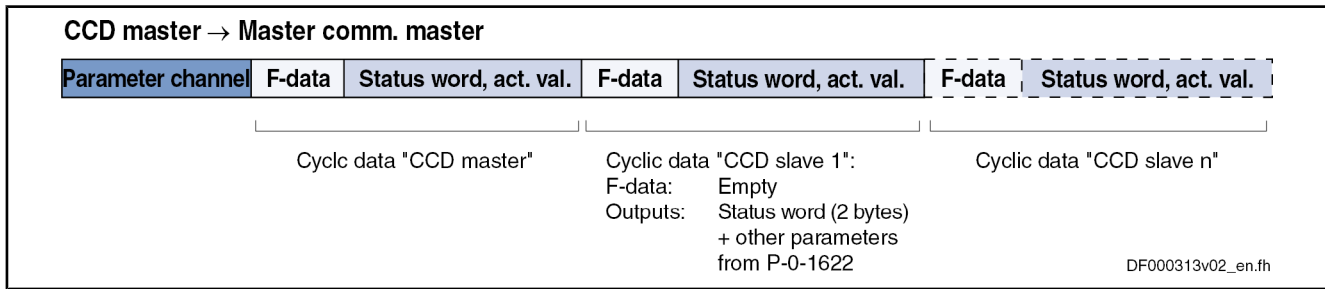 CCD master → Master comm. master
Parameter channel F-data Status word, act. val. F-data Status word, act. val. F-data Status word, act. val.
Cyclc data "CCD master"
Cyclic data "CCD slave 1":
F-data: Empty
Outputs: Status word (2 bytes)
+ other parameters
from P-0-1622
Cyclic data "CCD slave n"
DF000313v02_en.fh